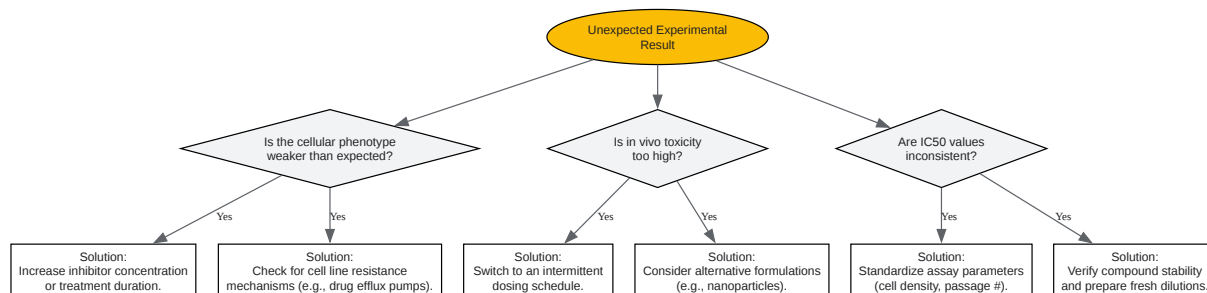 Unexpected Experimental
Result
Is the cellular phenotype
weaker than expected?
Is in vivo toxicity
too high?
Are IC50 values
inconsistent?
Yes
Yes
Yes
Yes
Yes
Yes
Solution:
Increase inhibitor concentration
or treatment duration.
Solution:
Check for cell line resistance
mechanisms (e.g., drug efflux pumps).
Solution:
Switch to an intermittent
dosing schedule.
Solution:
Consider alternative formulations
(e.g., nanoparticles).
Solution:
Standardize assay parameters
(cell density, passage #).
Solution:
Verify compound stability
and prepare fresh dilutions.